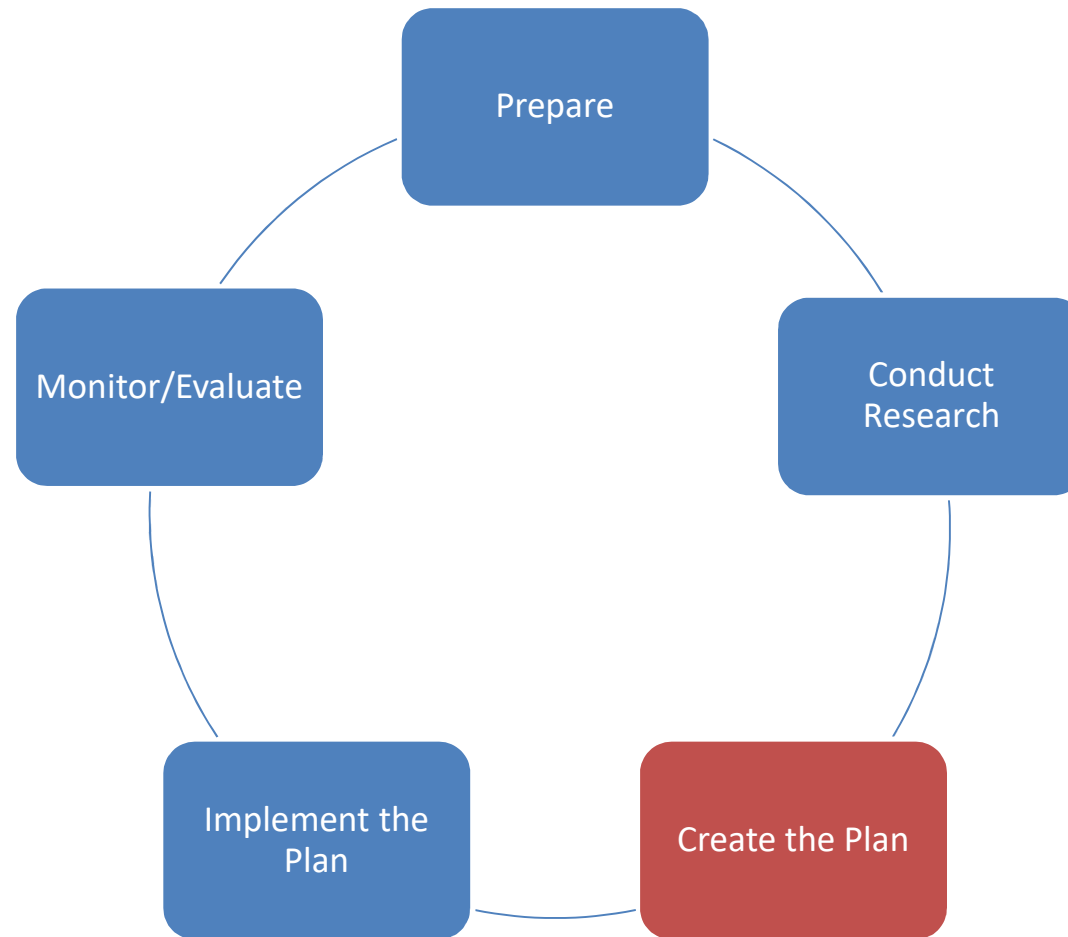 Prepare
Conduct
Research
Create the Plan
Implement the
Plan
Monitor/Evaluate